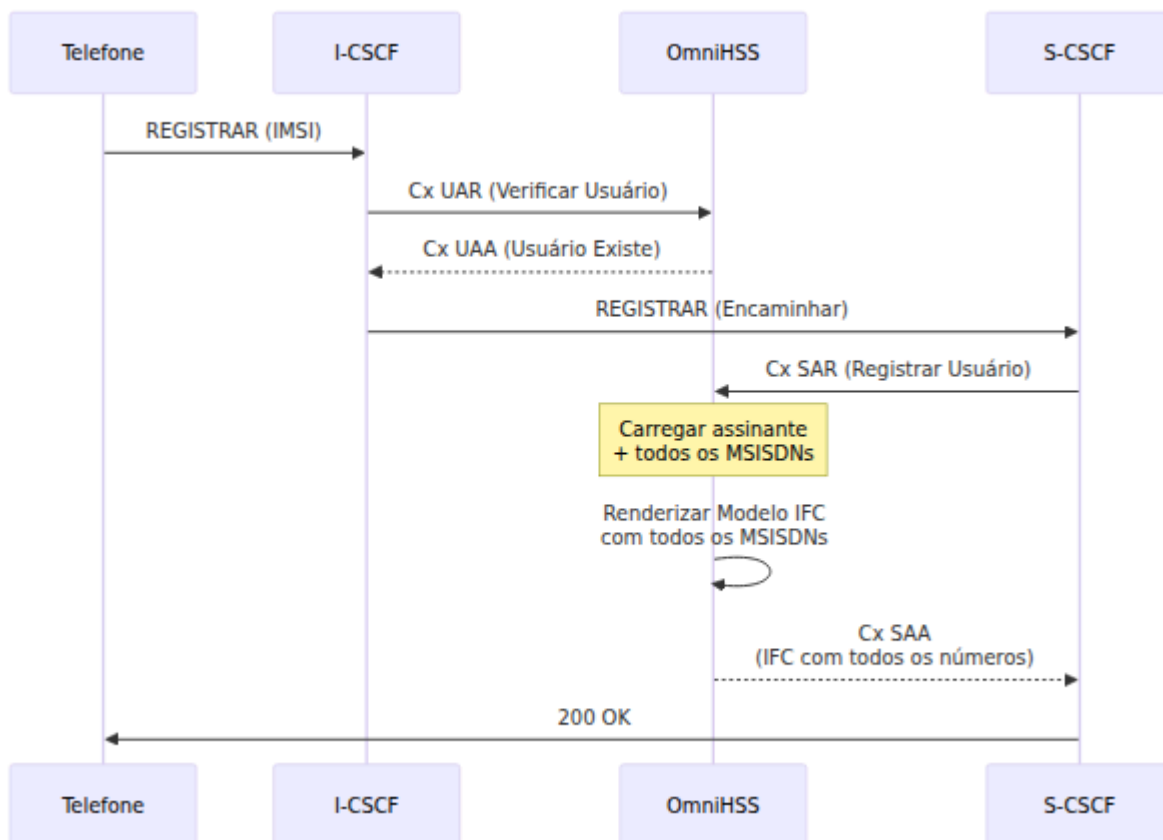 Telefone
I-CSCF
OmniHSS
S-CSCF
REGISTRAR (IMSI)
Cx UAR (Verificar Usuário)
Cx UAA (Usuário Existe)
REGISTRAR (Encaminhar)
Cx SAR (Registrar Usuário)
Carregar assinante
+ todos os MSISDNs
Renderizar Modelo IFC
com todos os MSISDNs
Cx SAA
(IFC com todos os números)
200 OK
Telefone
I-CSCF
OmniHSS
S-CSCF